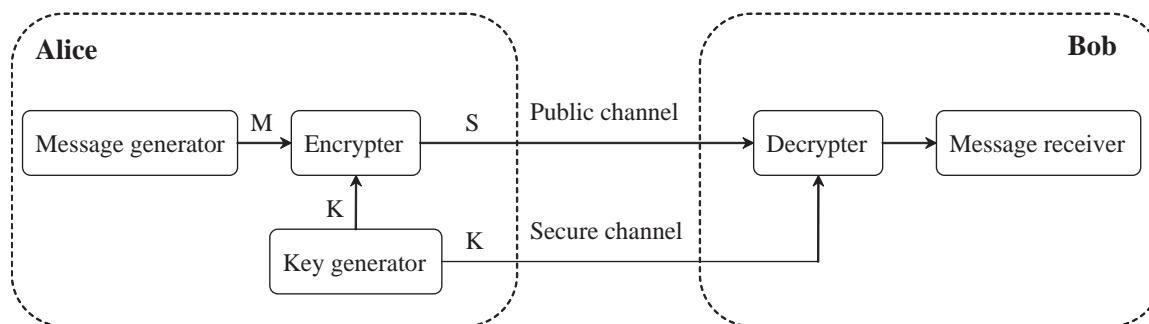 Alice
Bob
Message generator
M
Encrypter
S
Public channel
Decrypter
Message receiver
K
Key generator
K
Secure channel